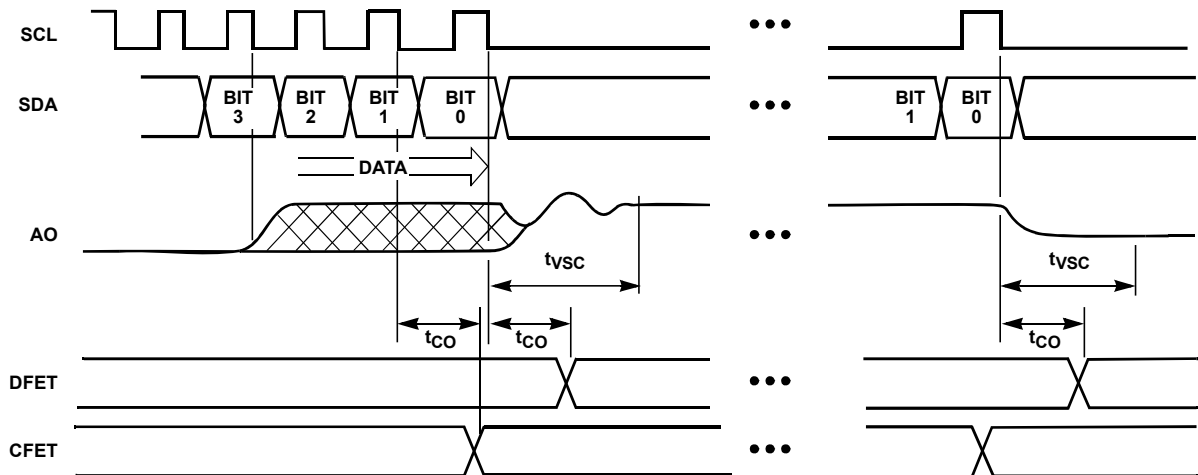 SCL
•••
SDA
BIT 3
BIT 2
BIT 1
BIT 0
•••
BIT 1
BIT 0
DATA
AO
•••
tVSC
tVSC
tCO
tCO
tCO
DFET
•••
CFET
•••